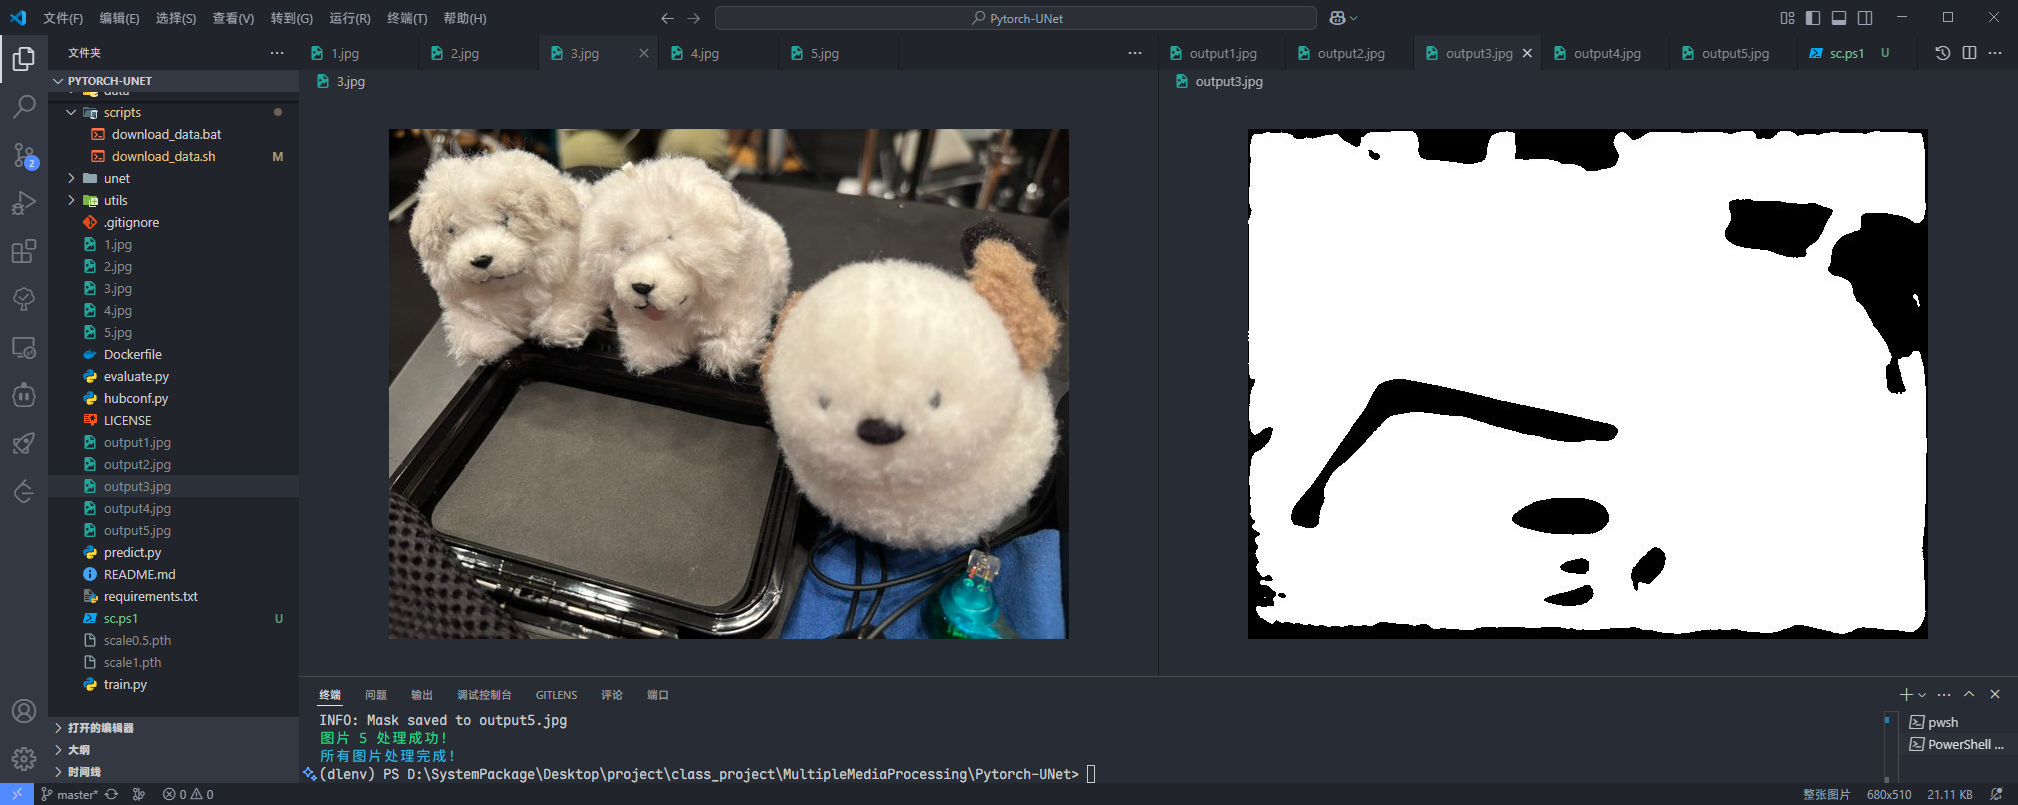 文件(F) 编辑(E) 选择(S) 查看(V) 转到(G) 运行(R) 终端(T) 帮助(H) Pytorch-UNet
文件夹
PYTORCH-UNET
data
scripts
download_data.bat
download_data.sh M
unet
utils
.gitignore
1.jpg
2.jpg
3.jpg
4.jpg
5.jpg
Dockerfile
evaluate.py
hubconf.py
LICENSE
output1.jpg
output2.jpg
output3.jpg
output4.jpg
output5.jpg
predict.py
README.md
requirements.txt
sc.ps1 U
scale0.5.pth
scale1.pth
train.py
打开的编辑器
大纲
时间线
2
1.jpg 2.jpg 3.jpg 4.jpg 5.jpg
3.jpg
output1.jpg output2.jpg output3.jpg output4.jpg output5.jpg sc.ps1 U
output3.jpg
终端 问题 输出 调试控制台 GITLENS 评论 端口
INFO: Mask saved to output5.jpg
图片 5 处理成功!
所有图片处理完成!
(dlenv) PS D:\SystemPackage\Desktop\project\class_project\MultipleMediaProcessing\Pytorch-UNet>
pwsh
PowerShell ...
master* 0 0 整张图片 680x510 21.11 KB